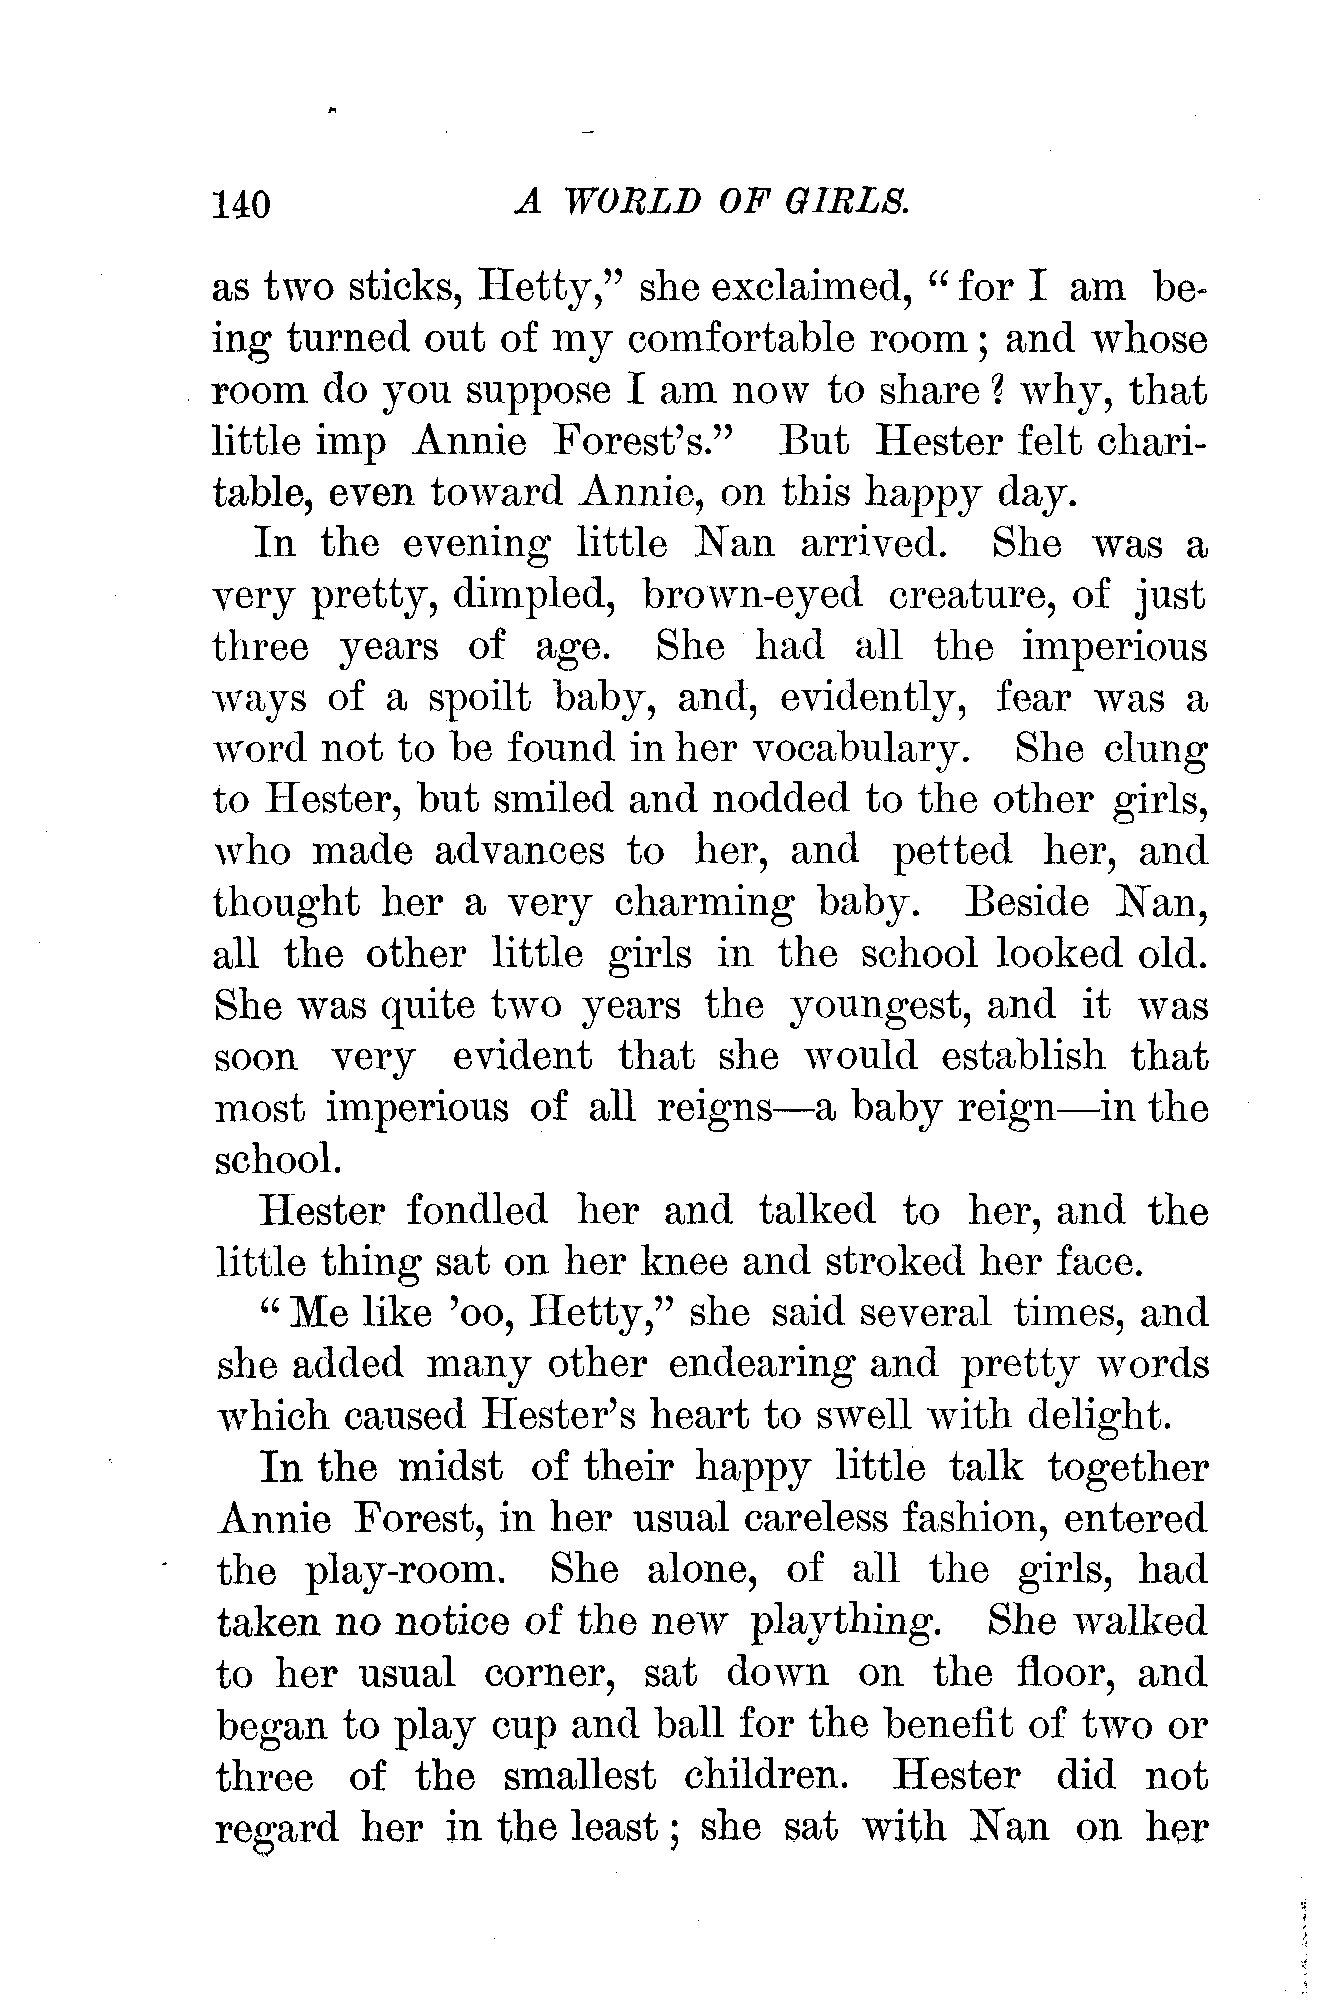 140 A WORLD OF GIRLS.
as two sticks, Hetty,” she exclaimed, “ for I am be-
ing turned out of my comfortable room ; and whose
room do you suppose I am now to share ? why, that
little imp Annie Forest’s.” But Hester felt chari-
table, even toward Annie, on this happy day.
In the evening little Nan arrived. She was a
very pretty, dimpled, brown-eyed creature, of just
three years of age. She had all the imperious
ways of a spoilt baby, and, evidently, fear was a
word not to be found in her vocabulary. She clung
to Hester, but smiled and nodded to the other girls,
who made advances to her, and petted her, and
thought her a very charming baby. Beside Nan,
all the other little girls in the school looked old.
She was quite two years the youngest, and it was
soon very evident that she would establish that
most imperious of all reigns—a baby reign—in the
school.
Hester fondled her and talked to her, and the
little thing sat on her knee and stroked her face.
“ Me like ’oo, Hetty,” she said several times, and
she added many other endearing and pretty words
which caused Hester’s heart to swell with delight.
In the midst of their happy little talk together
Annie Forest, in her usual careless fashion, entered
the play-room. She alone, of all the girls, had
taken no notice of the new plaything. She walked
to her usual corner, sat down on the floor, and
began to play cup and ball for the benefit of two or
three of the smallest children. Hester did not
regard her in the least ; she sat with Nan on her